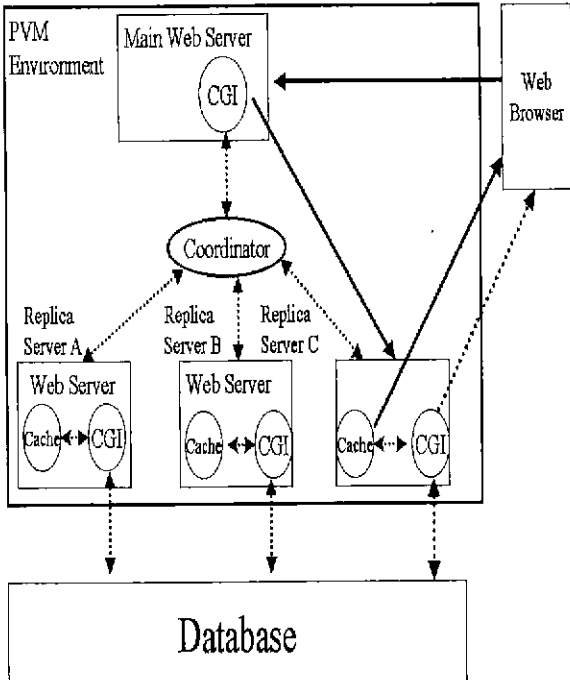 PVM
Environment
Main Web Server
CGI
Web
Browser
Coordinator
Replica
Server A
Replica
Server B
Replica
Server C
Web Server
Cache
CGI
Web Server
Cache
CGI
Cache
CGI
Database